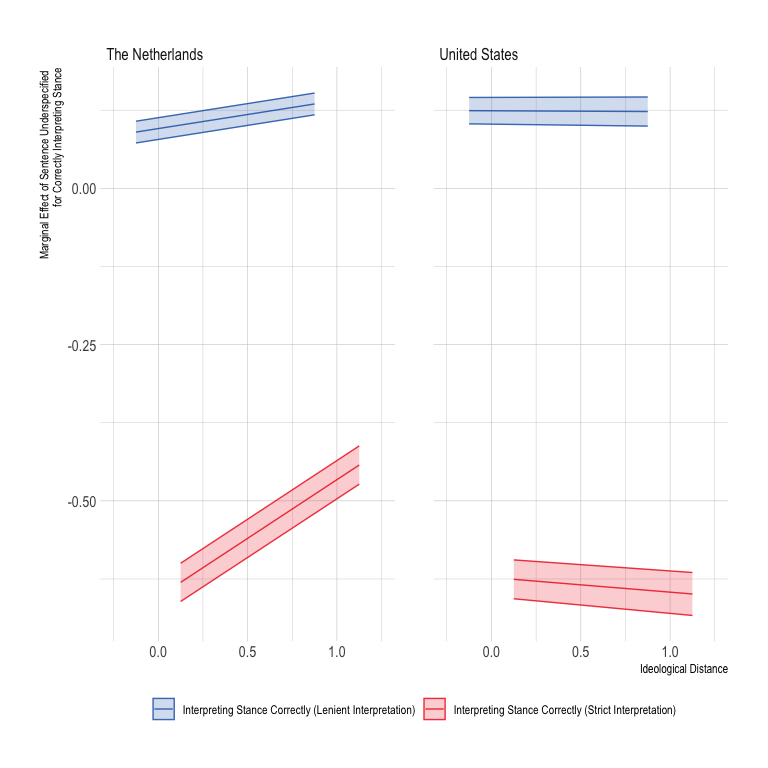 The Netherlands
United States
Marginal Effect of Sentence Underspecified
for Correctly Interpreting Stance
0.00
-0.25
-0.50
0.0 0.5 1.0
0.0 0.5 1.0
Ideological Distance
Interpreting Stance Correctly (Lenient Interpretation)
Interpreting Stance Correctly (Strict Interpretation)